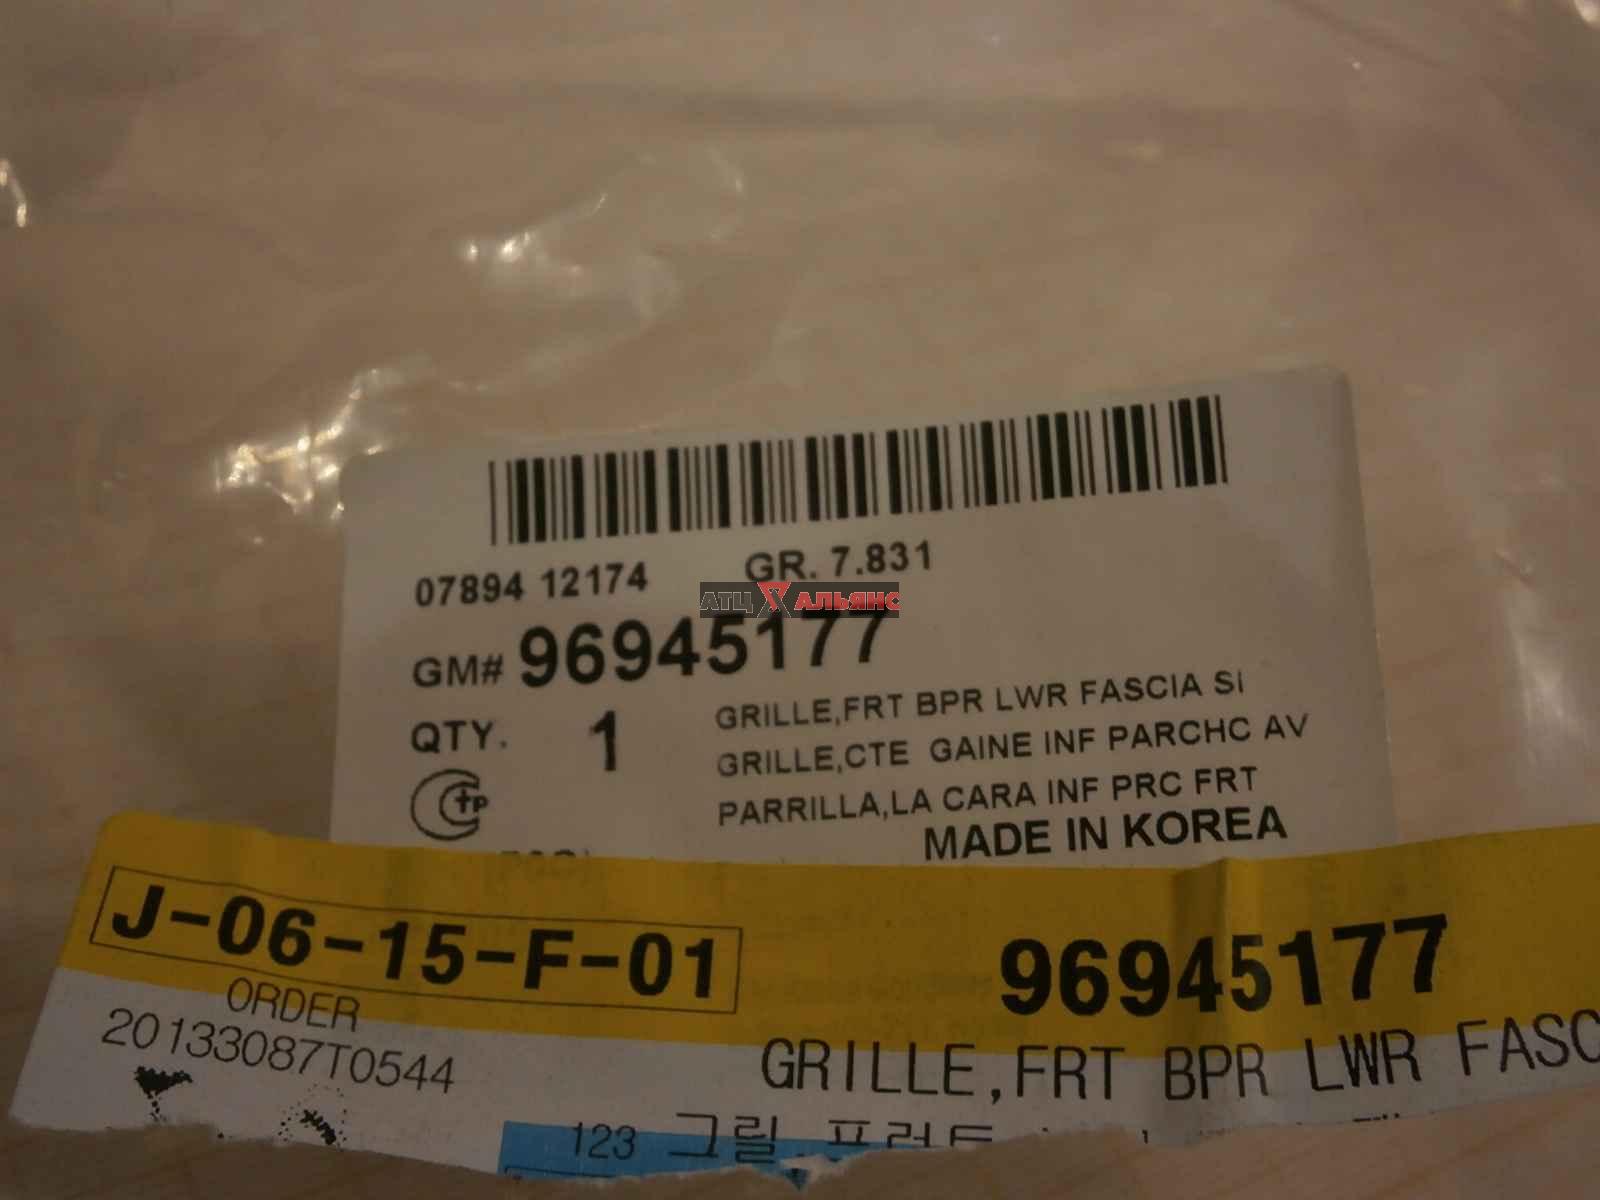 07894 12174 GR. 7.831
АТЦ АЛЬЯНС
GM# 96945177
QTY. 1
GRILLE,FRT BPR LWR FASCIA SI
GRILLE,CTE GAINE INF PARCHC AV
PARRILLA,LA CARA INF PRC FRT
MADE IN KOREA
J-06-15-F-01
96945177
ORDER
20133087T0544
GRILLE,FRT BPR LWR FASC
123 그릴,프런트